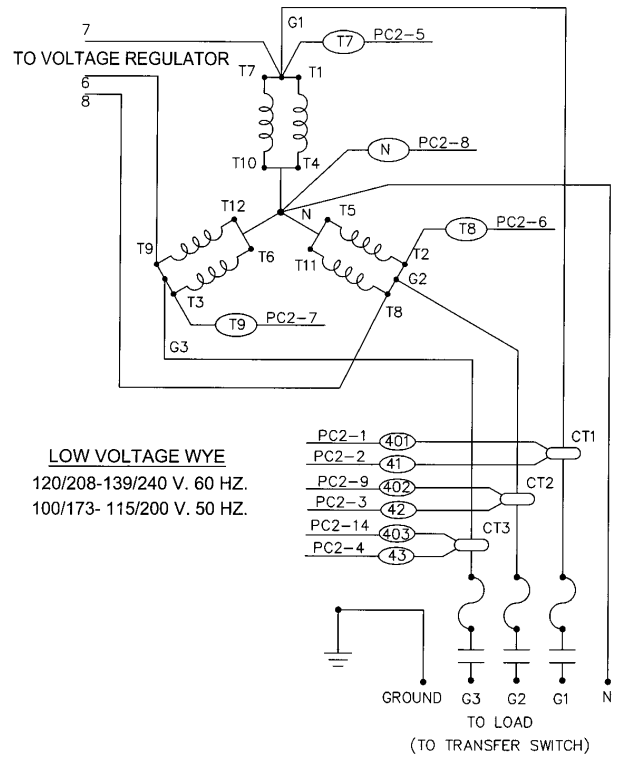 7
G1
T7
PC2-5
TO VOLTAGE REGULATOR
6
8
T7
T1
T10
T4
N
PC2-8
T12
N
T5
T9
T6
T11
T2
T8
PC2-6
G2
T3
T8
T9
PC2-7
G3
PC2-1
401
CT1
PC2-2
41
PC2-9
402
CT2
PC2-3
42
PC2-14
403
CT3
PC2-4
43
LOW VOLTAGE WYE
120/208-139/240 V. 60 HZ.
100/173- 115/200 V. 50 HZ.
GROUND
G3
G2
G1
N
TO LOAD
(TO TRANSFER SWITCH)